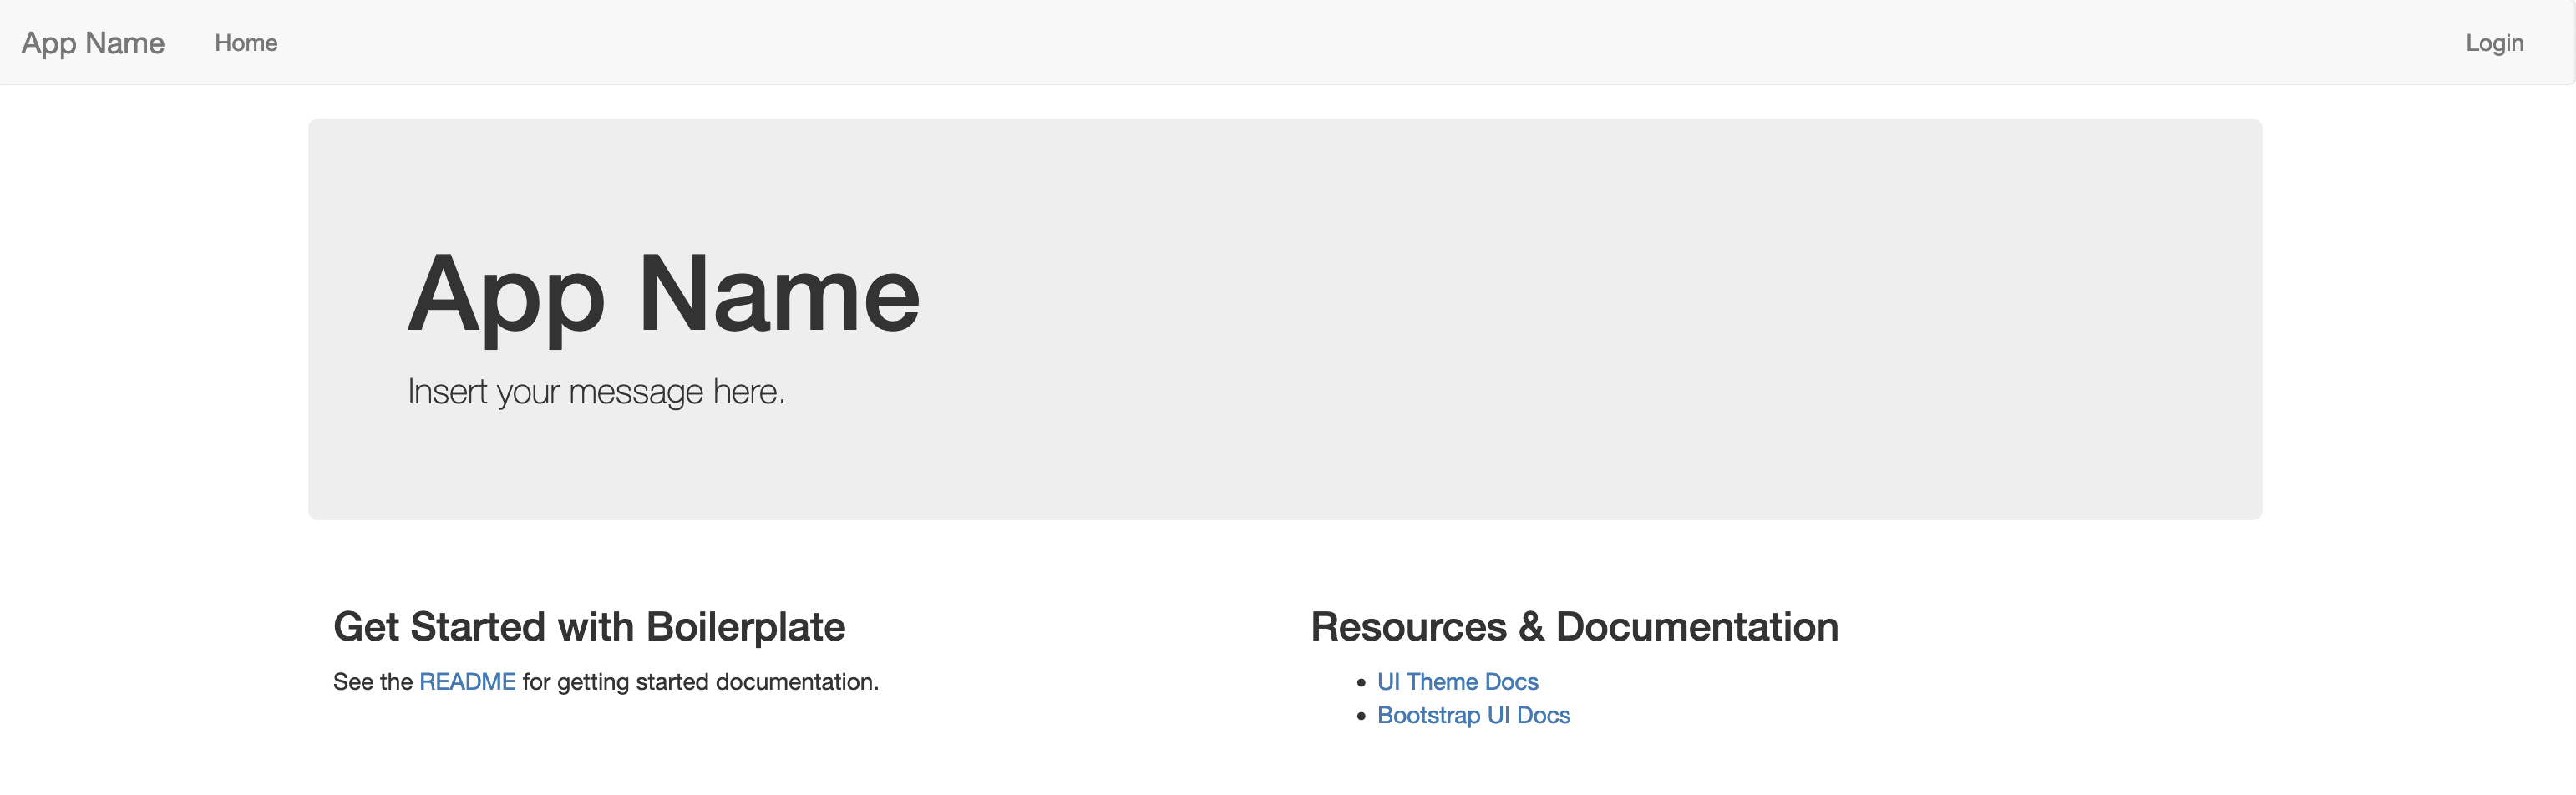 App Name Home Login
App Name
Insert your message here.
Get Started with Boilerplate
See the README for getting started documentation.
Resources & Documentation
• UI Theme Docs
• Bootstrap UI Docs